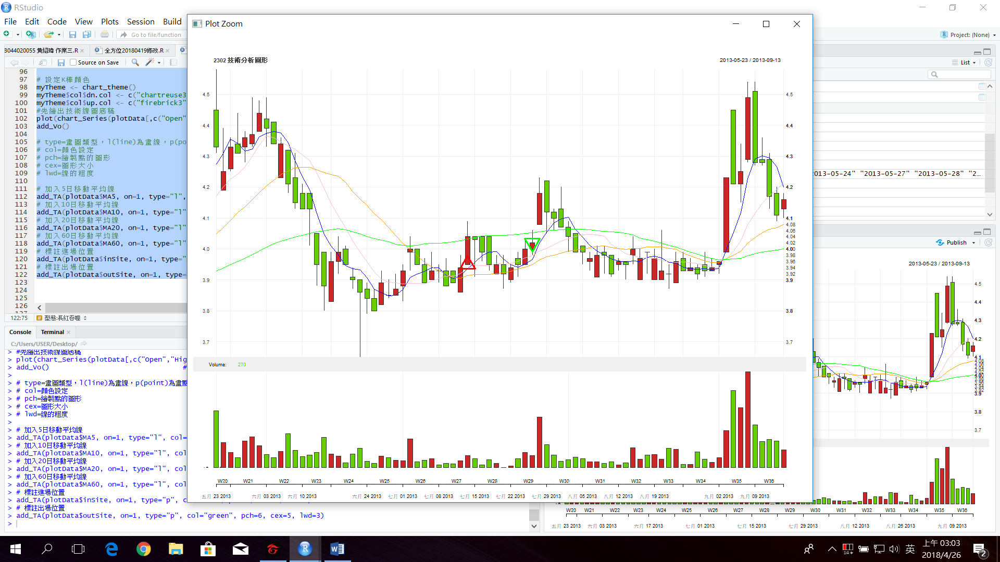 RStudio
File Edit Code View Plots Session Build
Go to file/function
Project: (None)
B044020055 黄紹瑋 作業三.R
全方位20180419修改.R
Source on Save
96
97 # 設定K棒顏色
98 myTheme <- chart_theme()
99 myTheme$col$dn.col <- c("chartreuse3
100 myTheme$col$up.col <- c("firebrick3"
101 #先繪出技術線圖底稿
102 plot(chart_Series(plotData[,c("Open"
103 add_Vo()
104
105 # type=畫圖類型，l(line)為畫線，p(poi
106 # col=顏色設定
107 # pch=繪製點的圖形
108 # cex=圖形大小
109 # lwd=線的粗度
110
111 # 加入5日移動平均線
112 add_TA(plotData$MA5, on=1, type="l",
113 # 加入10日移動平均線
114 add_TA(plotData$MA10, on=1, type="l"
115 # 加入20日移動平均線
116 add_TA(plotData$MA20, on=1, type="l"
117 # 加入60日移動平均線
118 add_TA(plotData$MA60, on=1, type="l"
119 # 標註進場位置
120 add_TA(plotData$inSite, on=1, type="
121 # 標註出場位置
122 add_TA(plotData$outSite, on=1, type=
123
124
125
126
122:75 # 型態:長紅吞噬
Console Terminal
C:/Users/USER/Desktop/
> #先繪出技術線圖底稿
> plot(chart_Series(plotData[,c("Open","Hig
> add_Vo() #
>
> # type=畫圖類型，l(line)為畫線，p(point)為畫點
> # col=顏色設定
> # pch=繪製點的圖形
> # cex=圖形大小
> # lwd=線的粗度
>
> # 加入5日移動平均線
> add_TA(plotData$MA5, on=1, type="l", col=
> # 加入10日移動平均線
> add_TA(plotData$MA10, on=1, type="l", col
> # 加入20日移動平均線
> add_TA(plotData$MA20, on=1, type="l", col
> # 加入60日移動平均線
> add_TA(plotData$MA60, on=1, type="l", col
> # 標註進場位置
> add_TA(plotData$inSite, on=1, type="p", c
> # 標註出場位置
> add_TA(plotData$outSite, on=1, type="p", col="green", pch=6, cex=5, lwd=3)
>
Plot Zoom
2302 技術分析圖形
2013-05-23 / 2013-09-13
4.5
4.4
4.3
4.2
4.1
4.0
3.9
3.8
3.7
4.5
4.4
4.3
4.2
4.1
4.08
4.06
4.04
4.02
4.00
3.98
3.96
3.94
3.92
3.9
3.8
3.7
Volume: 270
W20 W21 W22 W23 W24 W25 W26 W27 W28 W29 W30 W31 W32 W33 W34 W35 W36
五月 23 2013 六月 03 2013 六月 10 2013 六月 24 2013 七月 01 2013 七月 08 2013 七月 15 2013 七月 22 2013 七月 29 2013 八月 05 2013 八月 12 2013 八月 19 2013 九月 02 2013 九月 09 2013
List
013-05-24" "2013-05-27" "2013-05-28" "2...
Publish
2013-05-23 / 2013-09-13
4.5
4.4
4.3
4.2
4.1
4.00
3.9
3.8
3.7
W20 W21 W22 W23 W24 W25 W26 W27 W28 W29 W30 W31 W32 W33 W34 W35 W36
五月 23 2013 六月 03 2013 六月 17 2013 七月 01 2013 七月 15 2013 七月 29 2013 八月 12 2013 八月 26 2013 九月 09 2013
英
上午 03:03
2018/4/26
2